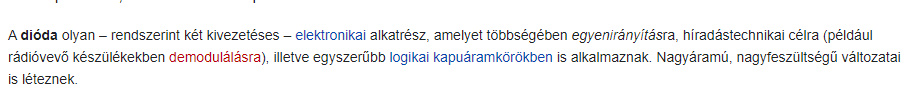 A dióda olyan – rendszerint két kivezetéses – elektronikai alkatrész, amelyet többségében egyenirányításra, híradástechnikai célra (például
rádióvevő készülékekben demodulálásra), illetve egyszerűbb logikai kapuáramkörökben is alkalmaznak. Nagyáramú, nagyfeszültségű változatai
is léteznek.